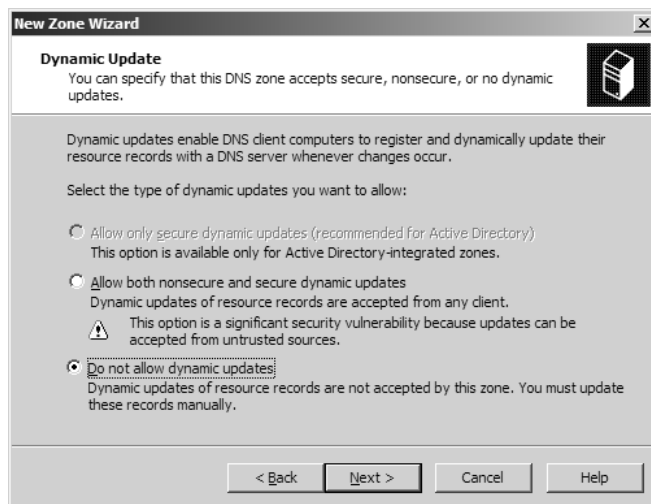 New Zone Wizard
Dynamic Update
You can specify that this DNS zone accepts secure, nonsecure, or no dynamic
updates.
Dynamic updates enable DNS client computers to register and dynamically update their
resource records with a DNS server whenever changes occur.
Select the type of dynamic updates you want to allow:
Allow only secure dynamic updates (recommended for Active Directory)
This option is available only for Active Directory-integrated zones.
Allow both nonsecure and secure dynamic updates
Dynamic updates of resource records are accepted from any client.
This option is a significant security vulnerability because updates can be
accepted from untrusted sources.
Do not allow dynamic updates
Dynamic updates of resource records are not accepted by this zone. You must update
these records manually.
< Back Next > Cancel Help